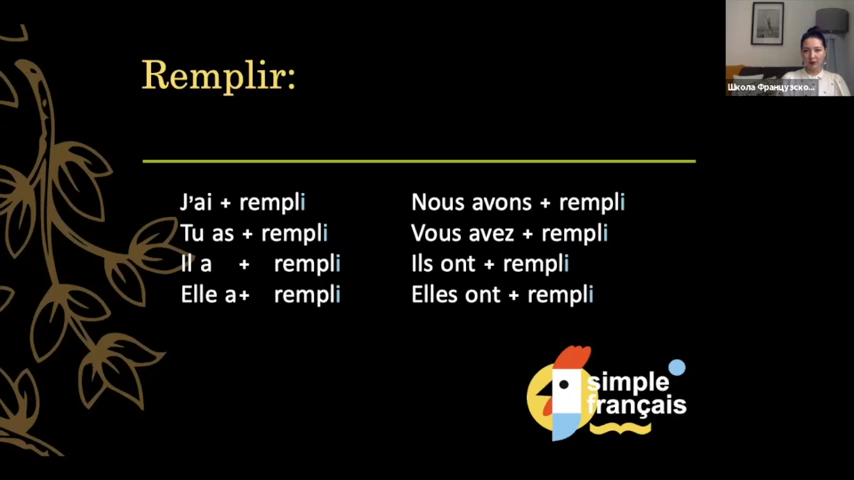 Remplir:
J'ai + rempli
Tu as + rempli
Il a + rempli
Elle a+ rempli
Nous avons + rempli
Vous avez + rempli
Ils ont + rempli
Elles ont + rempli
simple
français
Школа Французско...